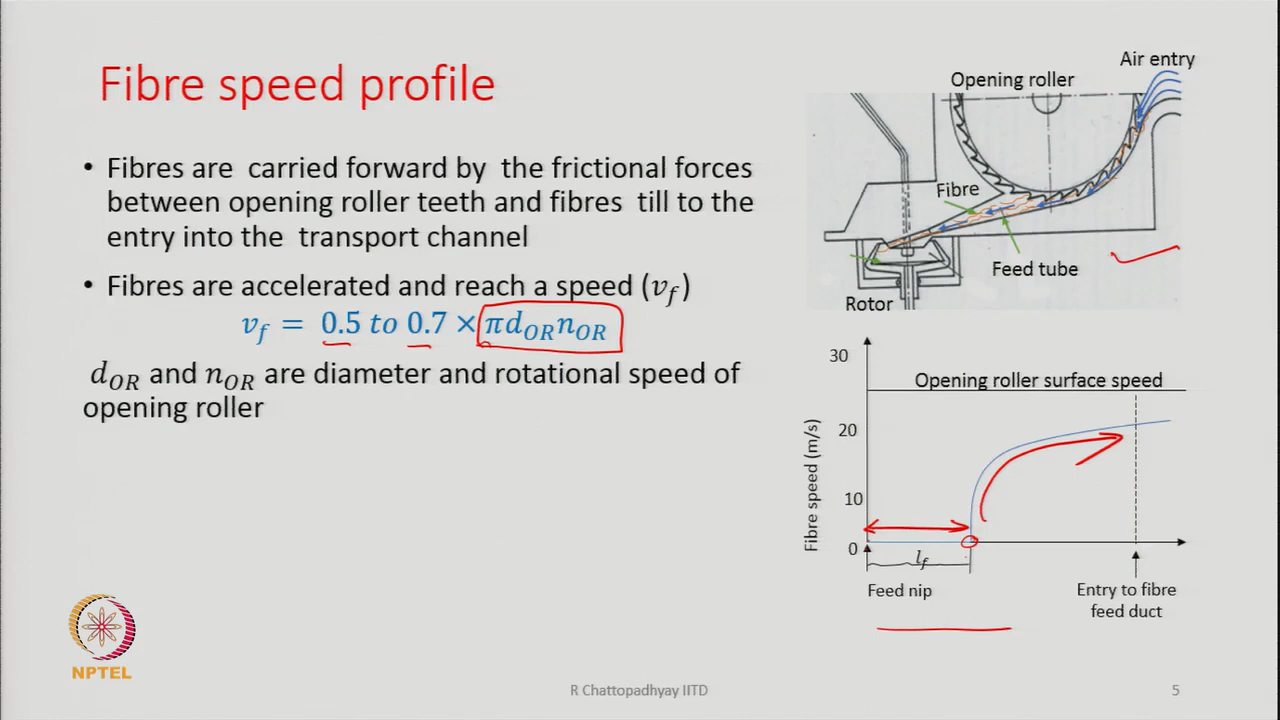 Fibre speed profile
• Fibres are carried forward by the frictional forces
between opening roller teeth and fibres till to the
entry into the transport channel
• Fibres are accelerated and reach a speed (v_f)
v_f = 0.5 to 0.7 × πd_OR n_OR
d_OR and n_OR are diameter and rotational speed of
opening roller
Air entry
Opening roller
Fibre
Feed tube
Rotor
30
Opening roller surface speed
20
10
0
Fibre speed (m/s)
l_f
Feed nip
Entry to fibre
feed duct
NPTEL
R Chattopadhyay IITD
5